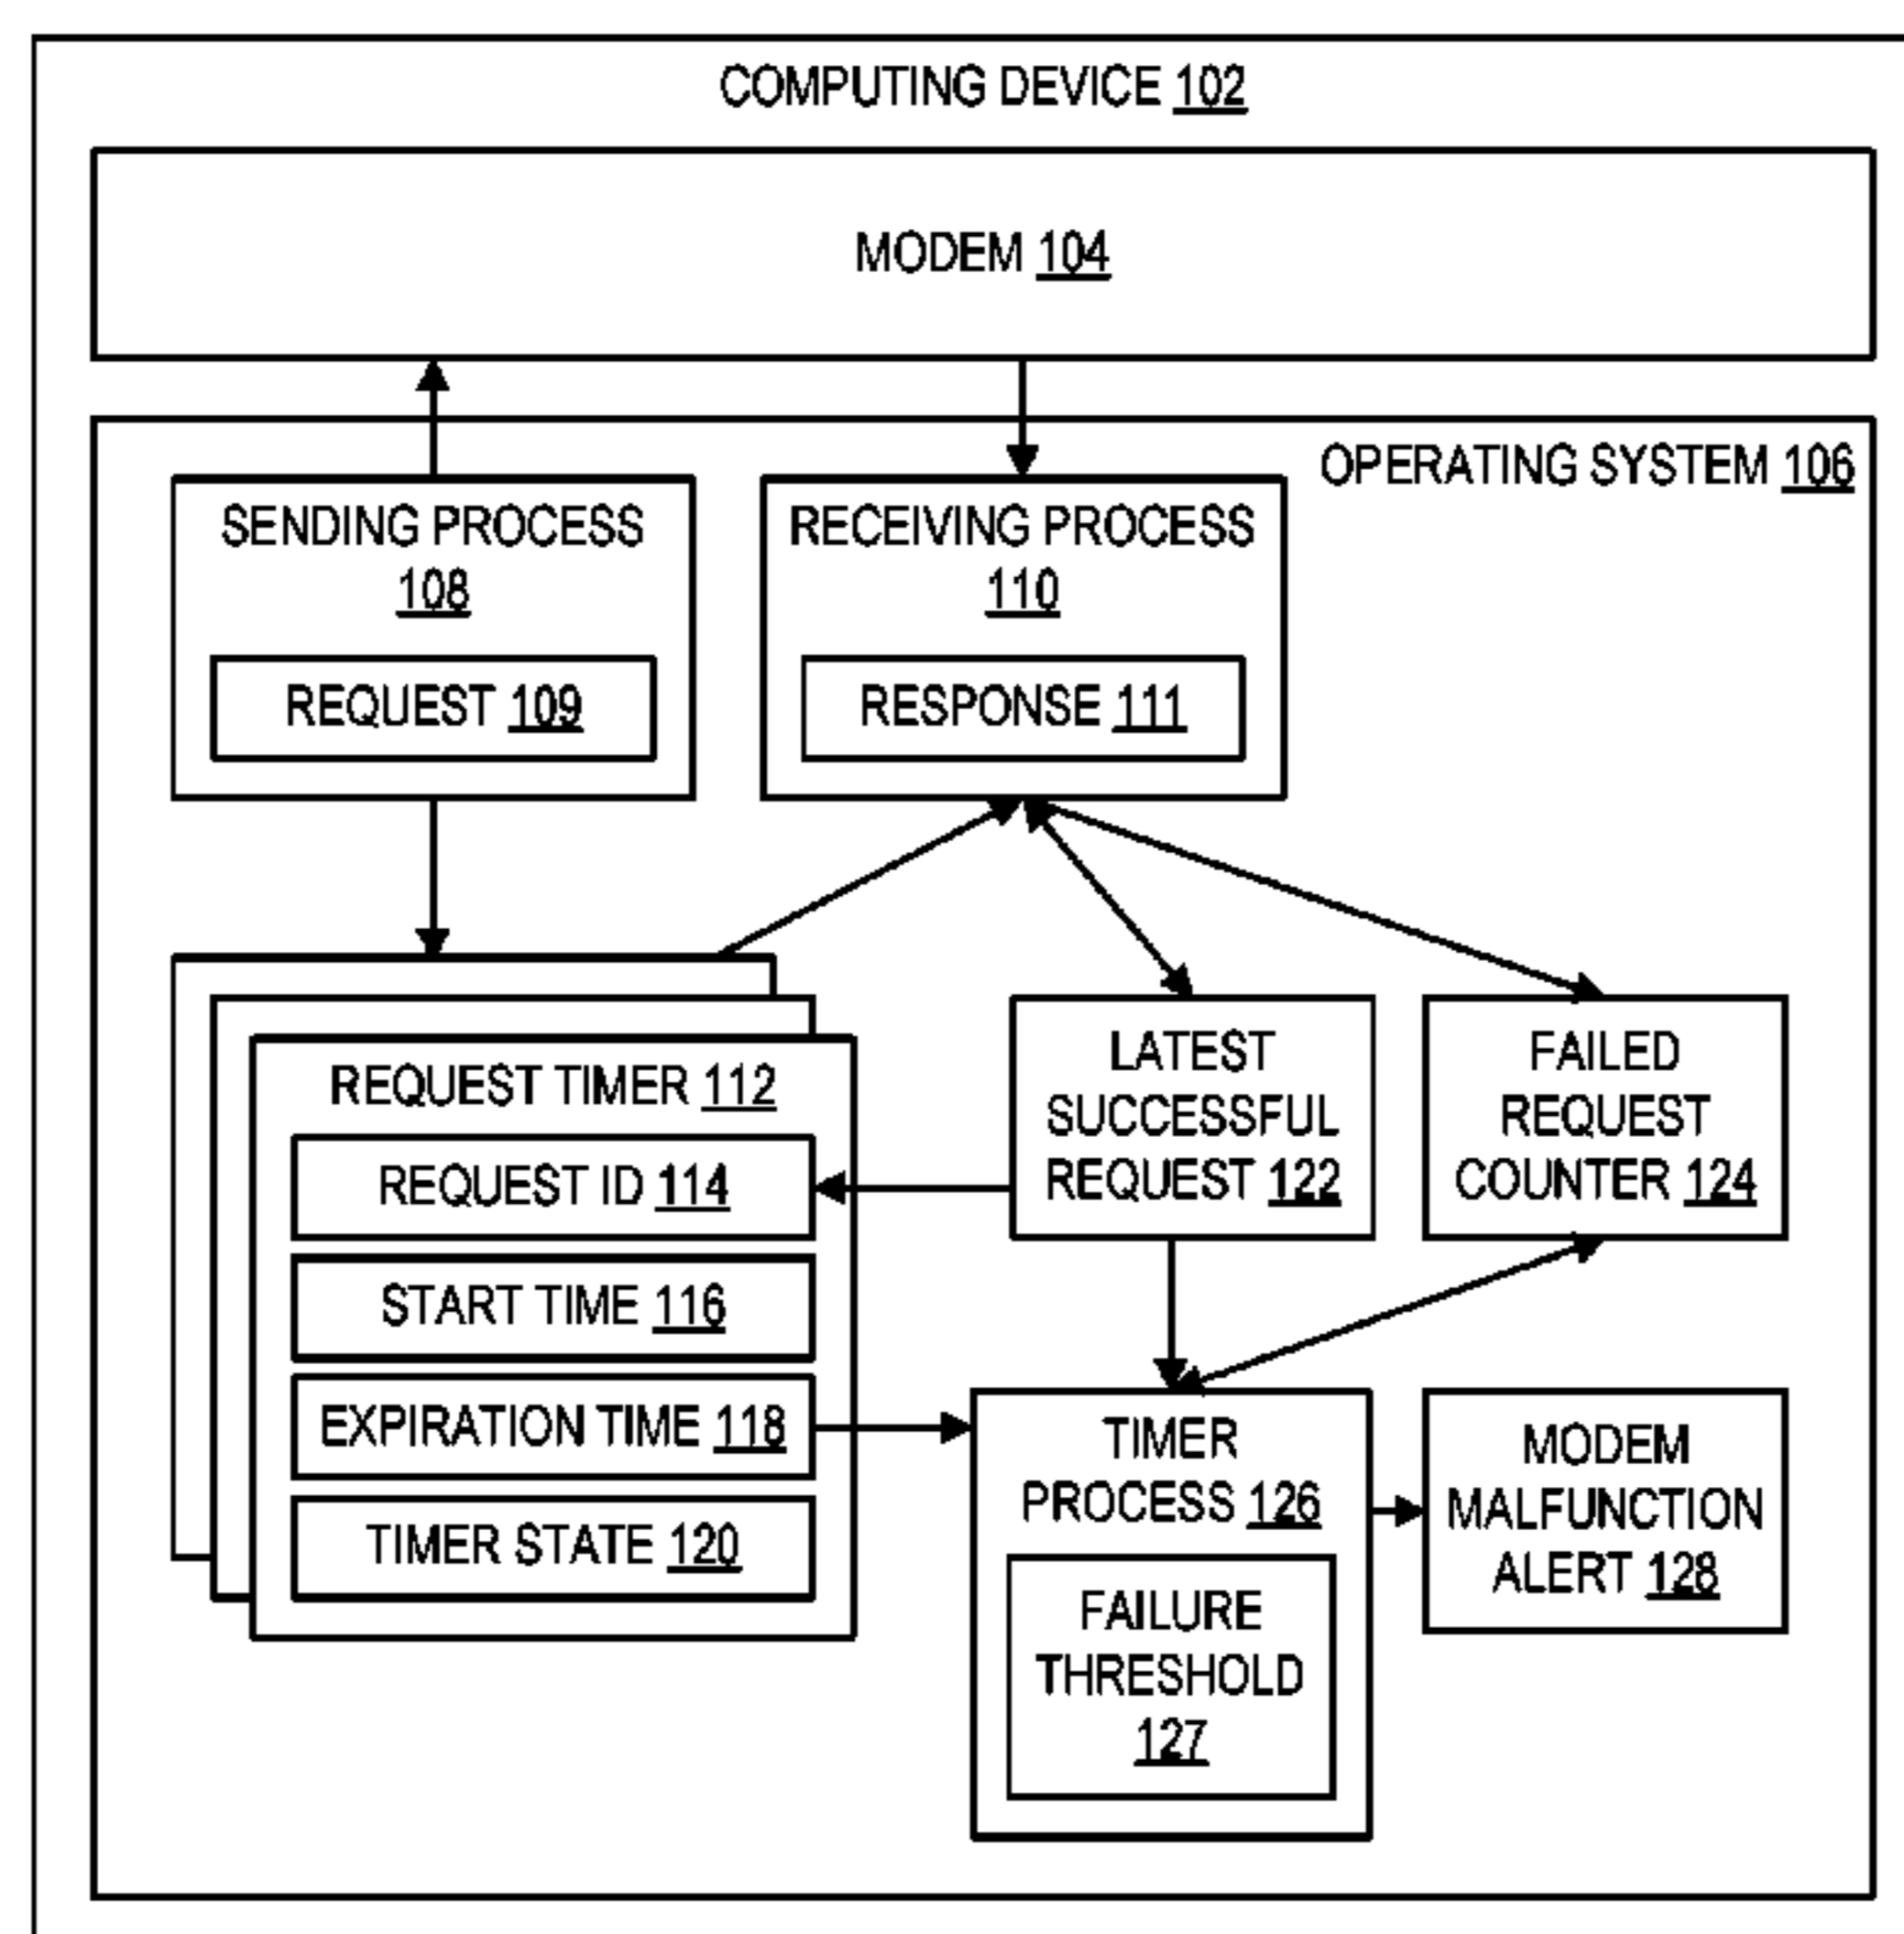 COMPUTING DEVICE 102
MODEM 104
OPERATING SYSTEM 106
SENDING PROCESS
108
REQUEST 109
RECEIVING PROCESS
110
RESPONSE 111
REQUEST TIMER 112
REQUEST ID 114
START TIME 116
EXPIRATION TIME 118
TIMER STATE 120
LATEST
SUCCESSFUL
REQUEST 122
FAILED
REQUEST
COUNTER 124
TIMER
PROCESS 126
FAILURE
THRESHOLD
127
MODEM
MALFUNCTION
ALERT 128